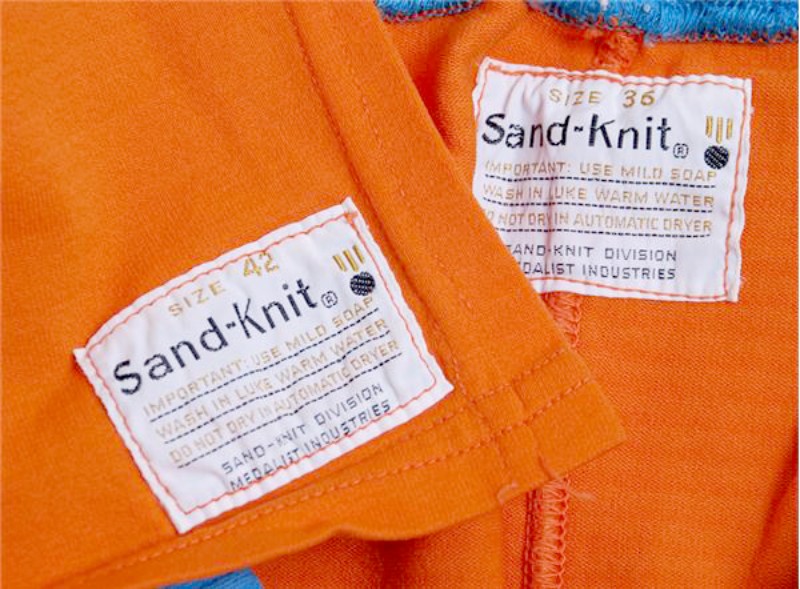 SIZE 36
Sand-Knit®
IMPORTANT: USE MILD SOAP
WASH IN LUKE WARM WATER
DO NOT DRY IN AUTOMATIC DRYER
SAND-KNIT DIVISION
MEDALIST INDUSTRIES
SIZE 42
Sand-Knit®
IMPORTANT: USE MILD SOAP
WASH IN LUKE WARM WATER
DO NOT DRY IN AUTOMATIC DRYER
SAND-KNIT DIVISION
MEDALIST INDUSTRIES